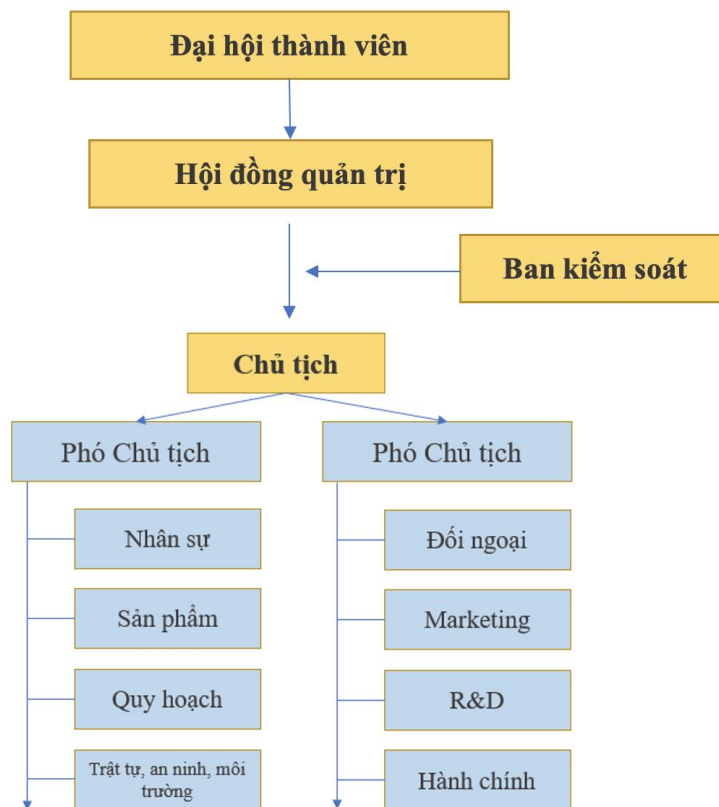 Đại hội thành viên
Hội đồng quản trị
Ban kiểm soát
Chủ tịch
Phó Chủ tịch
Nhân sự
Sản phẩm
Quy hoạch
Trật tự, an ninh, môi
trường
Phó Chủ tịch
Đối ngoại
Marketing
R&D
Hành chính